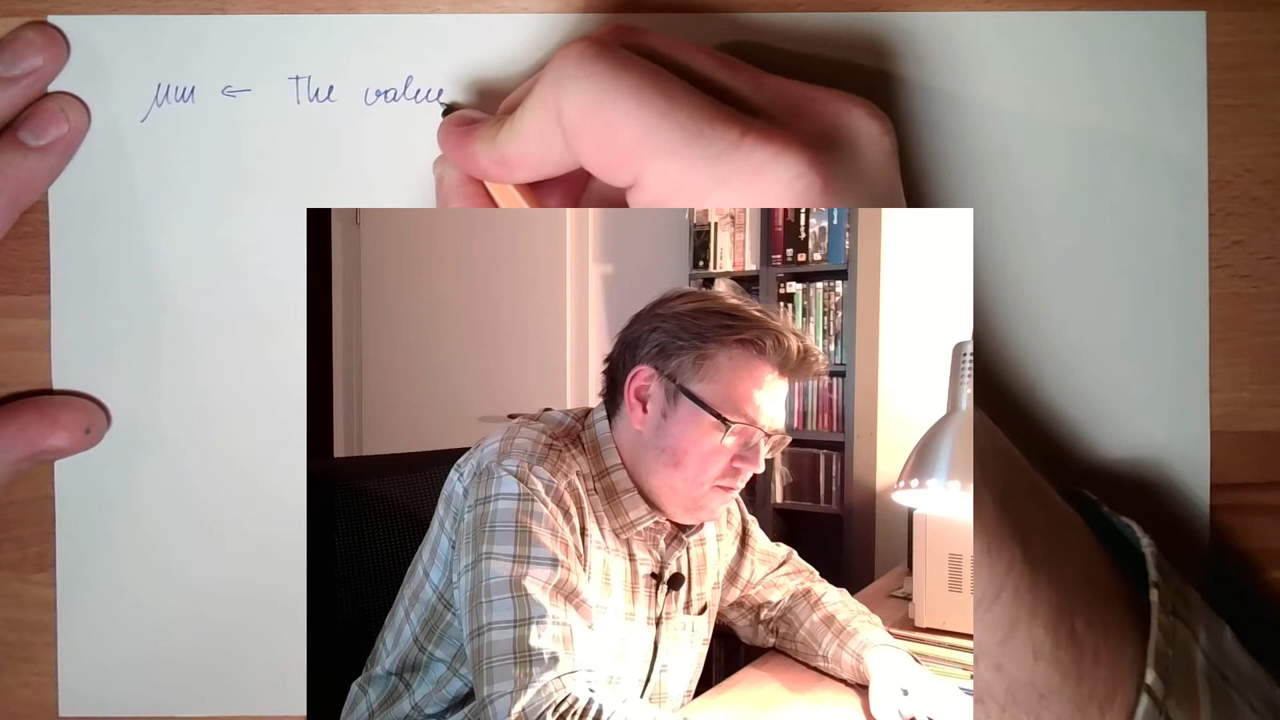 μm ← The value